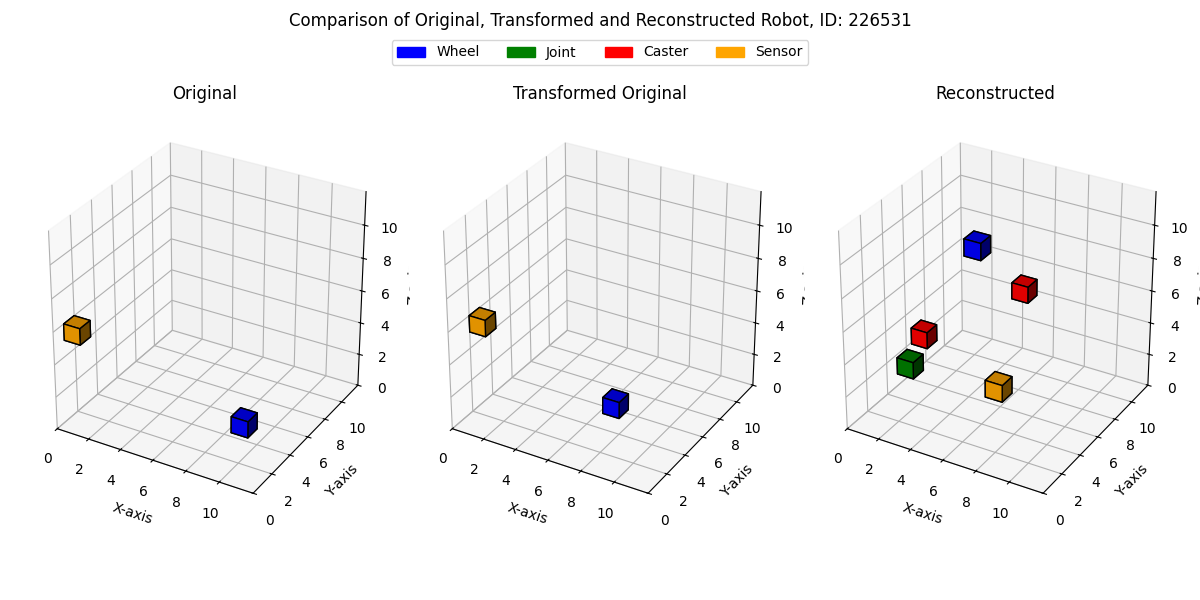 Comparison of Original, Transformed and Reconstructed Robot, ID: 226531
Wheel Joint Caster Sensor
Original Transformed Original Reconstructed
10 10 10
8 8 8
6 6 6
4 4 4
2 2 2
0 0 0
0 2 4 6 8 10 0 2 4 6 8 10 0 2 4 6 8 10
0 2 4 6 8 10 0 2 4 6 8 10 0 2 4 6 8 10
X-axis Y-axis X-axis Y-axis X-axis Y-axis